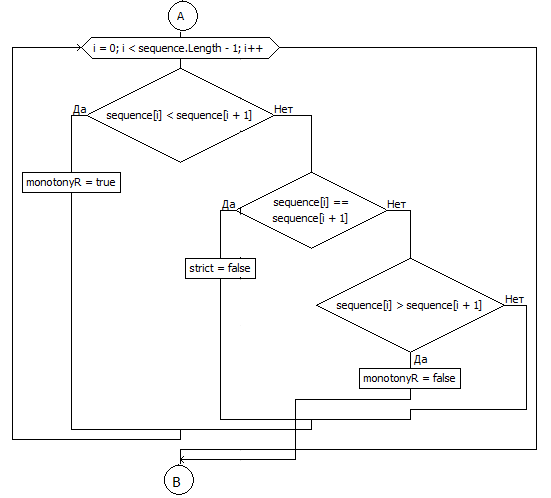 A
i = 0; i < sequence.Length - 1; i++
Да
sequence[i] < sequence[i + 1]
Нет
monotonyR = true
Да
sequence[i] ==
sequence[i + 1]
Нет
strict = false
sequence[i] > sequence[i + 1]
Нет
Да
monotonyR = false
B